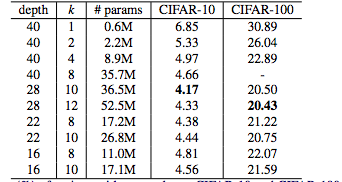 depth k # params CIFAR-10 CIFAR-100
40 1 0.6M 6.85 30.89
40 2 2.2M 5.33 26.04
40 4 8.9M 4.97 22.89
40 8 35.7M 4.66 -
28 10 36.5M 4.17 20.50
28 12 52.5M 4.33 20.43
22 8 17.2M 4.38 21.22
22 10 26.8M 4.44 20.75
16 8 11.0M 4.81 22.07
16 10 17.1M 4.56 21.59